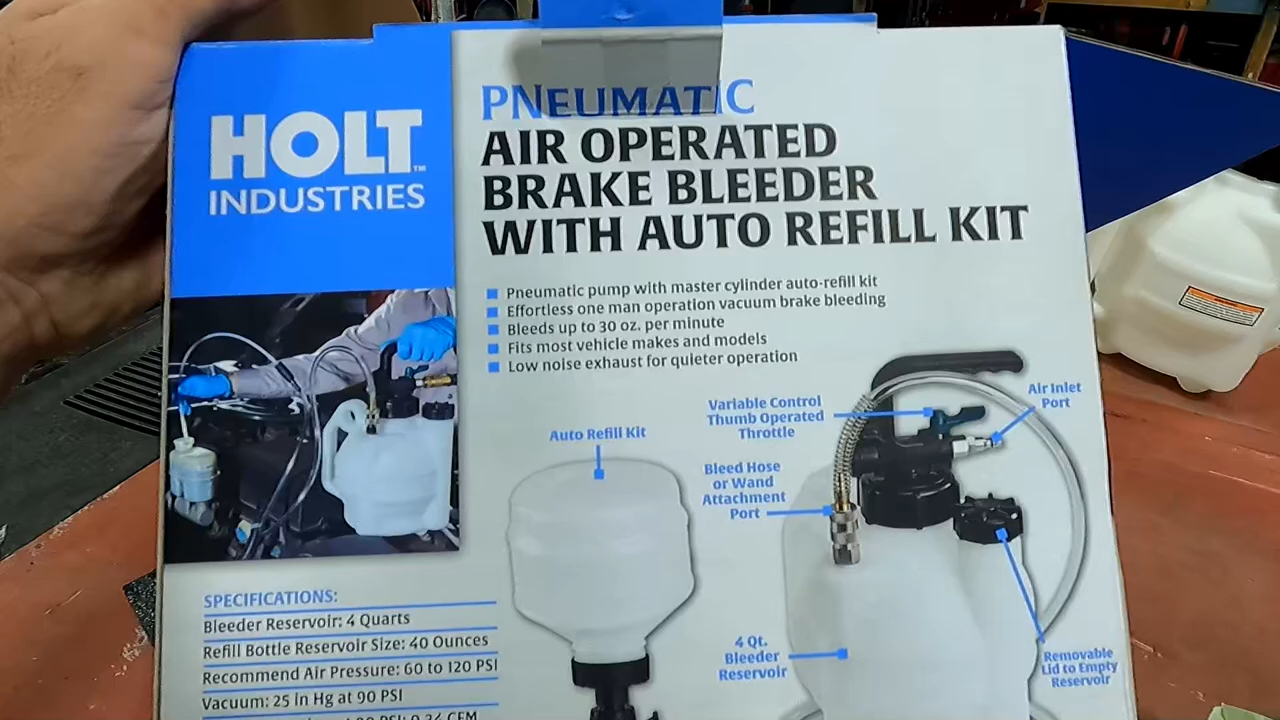 HOLT™
INDUSTRIES
PNEUMATIC
AIR OPERATED
BRAKE BLEEDER
WITH AUTO REFILL KIT
Pneumatic pump with master cylinder auto-refill kit
Effortless one man operation vacuum brake bleeding
Bleeds up to 30 oz. per minute
Fits most vehicle makes and models
Low noise exhaust for quieter operation
Auto Refill Kit
Variable Control
Thumb Operated
Throttle
Air Inlet
Port
Bleed Hose
or Wand
Attachment
Port
4 Qt.
Bleeder
Reservoir
Removable
Lid to Empty
Reservoir
SPECIFICATIONS:
Bleeder Reservoir: 4 Quarts
Refill Bottle Reservoir Size: 40 Ounces
Recommend Air Pressure: 60 to 120 PSI
Vacuum: 25 in Hg at 90 PSI